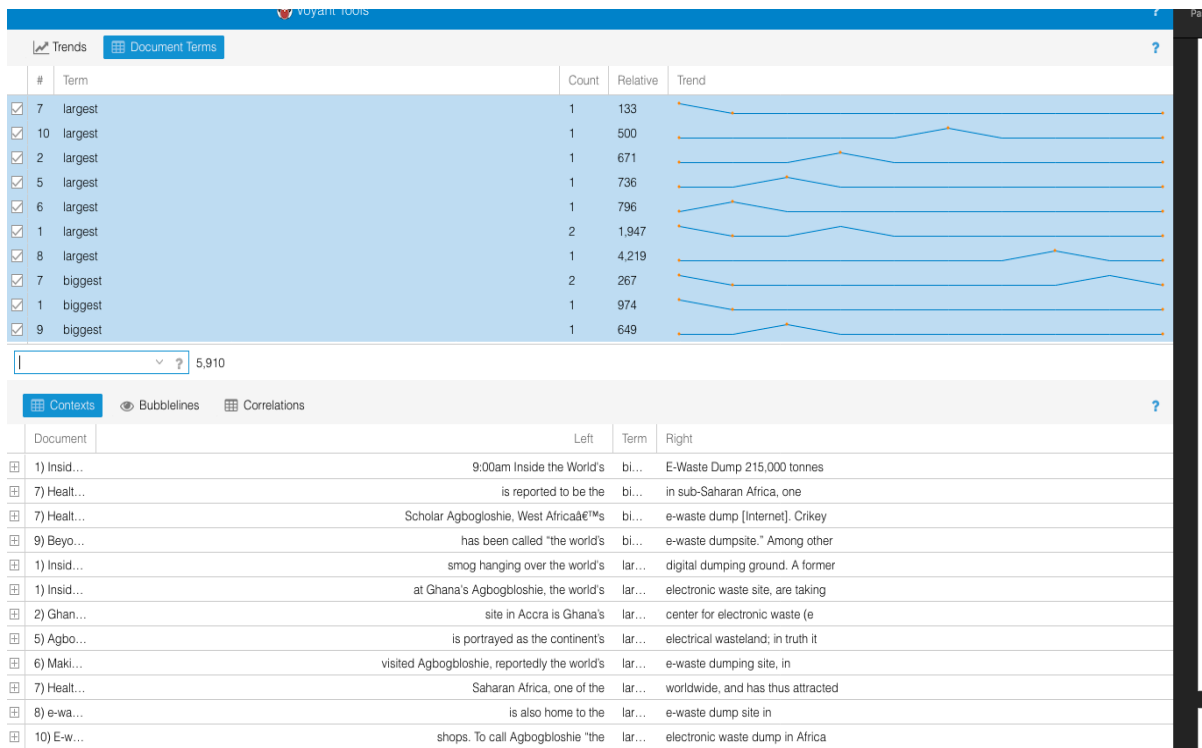 Voyant Tools ?
Pa
Trends Document Terms ?
# Term Count Relative Trend
7 largest 1 133
10 largest 1 500
2 largest 1 671
5 largest 1 736
6 largest 1 796
1 largest 2 1,947
8 largest 1 4,219
7 biggest 2 267
1 biggest 1 974
9 biggest 1 649
? 5,910
Contexts Bubblelines Correlations ?
Document Left Term Right
1) Insid... 9:00am Inside the World's bi... E-Waste Dump 215,000 tonnes
7) Healt... is reported to be the bi... in sub-Saharan Africa, one
7) Healt... Scholar Agbogloshie, West Africaâ€™s bi... e-waste dump [Internet]. Crikey
9) Beyo... has been called “the world's bi... e-waste dumpsite.” Among other
1) Insid... smog hanging over the world's lar... digital dumping ground. A former
1) Insid... at Ghana's Agbogbloshie, the world's lar... electronic waste site, are taking
2) Ghan... site in Accra is Ghana's lar... center for electronic waste (e
5) Agbo... is portrayed as the continent's lar... electrical wasteland; in truth it
6) Maki... visited Agbogbloshie, reportedly the world's lar... e-waste dumping site, in
7) Healt... Saharan Africa, one of the lar... worldwide, and has thus attracted
8) e-wa... is also home to the lar... e-waste dump site in
10) E-w... shops. To call Agbogbloshie “the lar... electronic waste dump in Africa